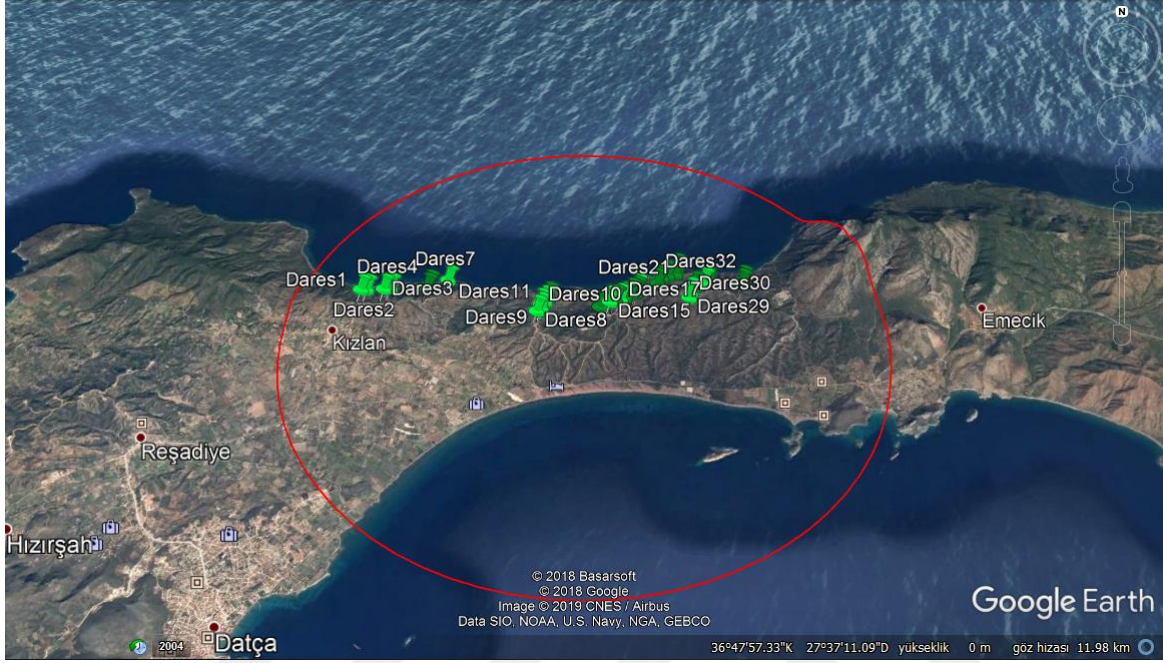 N
Dares1
Dares4
Dares7
Dares3
Dares2
Dares11
Dares9
Dares10
Dares8
Dares21
Dares32
Dares17
Dares30
Dares15
Dares29
Kızlan
Emecik
Reşadiye
Hızırşah
Datça
© 2018 Basarsoft
© 2018 Google
Image © 2019 CNES / Airbus
Data SIO, NOAA, U.S. Navy, NGA, GEBCO
Google Earth
2004
36°47'57.33"K 27°37'11.09"D yükseklik 0 m göz hizası 11.98 km